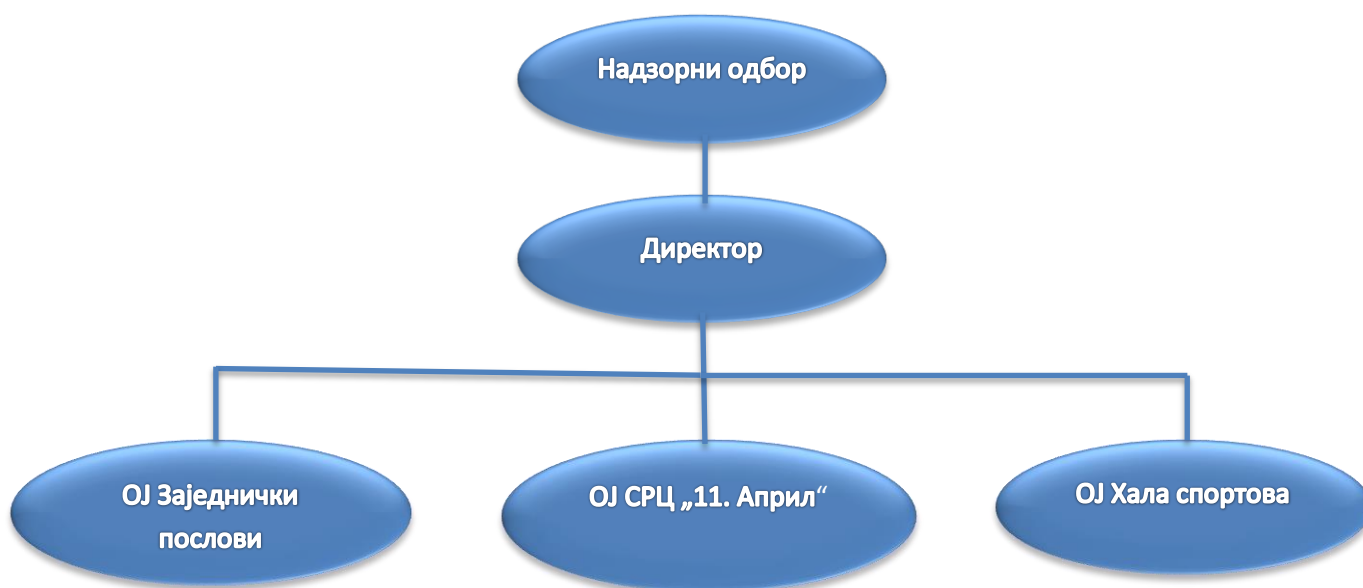 Надзорни одбор
Директор
ОЈ Заједнички
послови
ОЈ СРЦ „11. Април“
ОЈ Хала спортова